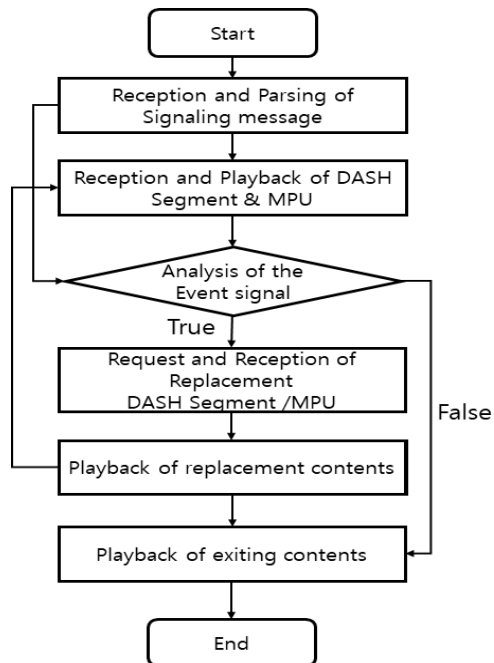 Start
Reception and Parsing of
Signaling message
Reception and Playback of DASH
Segment & MPU
Analysis of the
Event signal
True
Request and Reception of
Replacement
DASH Segment /MPU
False
Playback of replacement contents
Playback of exiting contents
End